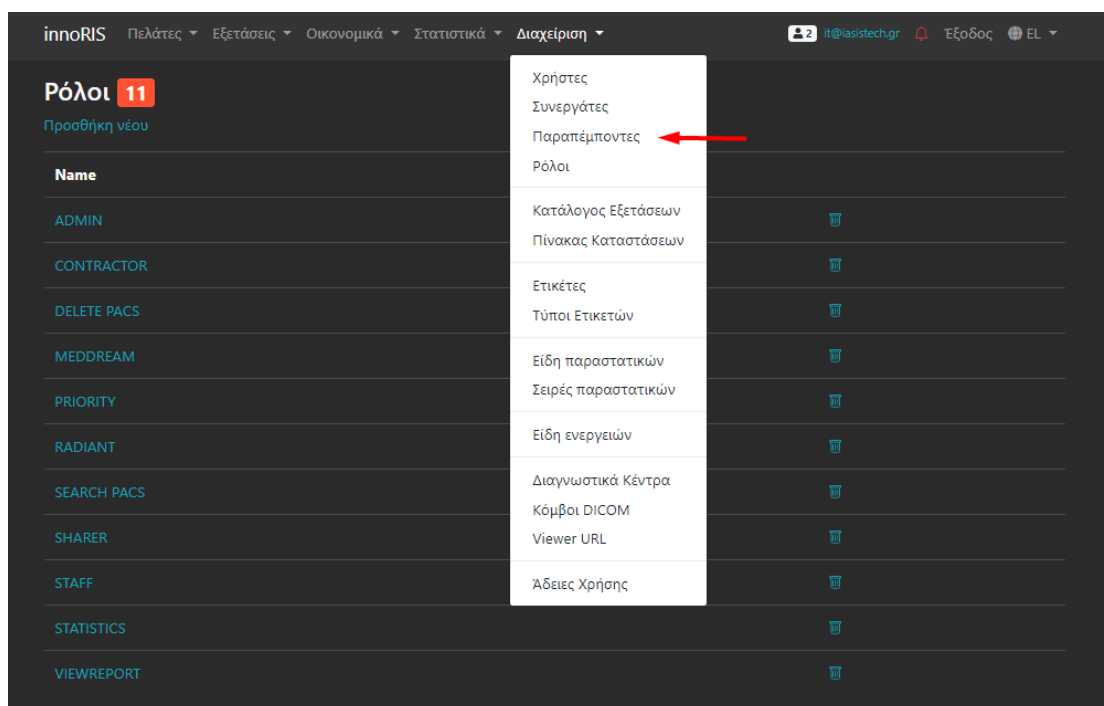 innoRIS Πελάτες Εξετάσεις Οικονομικά Στατιστικά Διαχείριση 2 it@iasistech.gr Έξοδος EL
Ρόλοι 11
Προσθήκη νέου
Name
ADMIN
CONTRACTOR
DELETE PACS
MEDDREAM
PRIORITY
RADIANT
SEARCH PACS
SHARER
STAFF
STATISTICS
VIEWREPORT
Χρήστες
Συνεργάτες
Παραπέμποντες
Ρόλοι
Κατάλογος Εξετάσεων
Πίνακας Καταστάσεων
Ετικέτες
Τύποι Ετικετών
Είδη παραστατικών
Σειρές παραστατικών
Είδη ενεργειών
Διαγνωστικά Κέντρα
Κόμβοι DICOM
Viewer URL
Άδειες Χρήσης